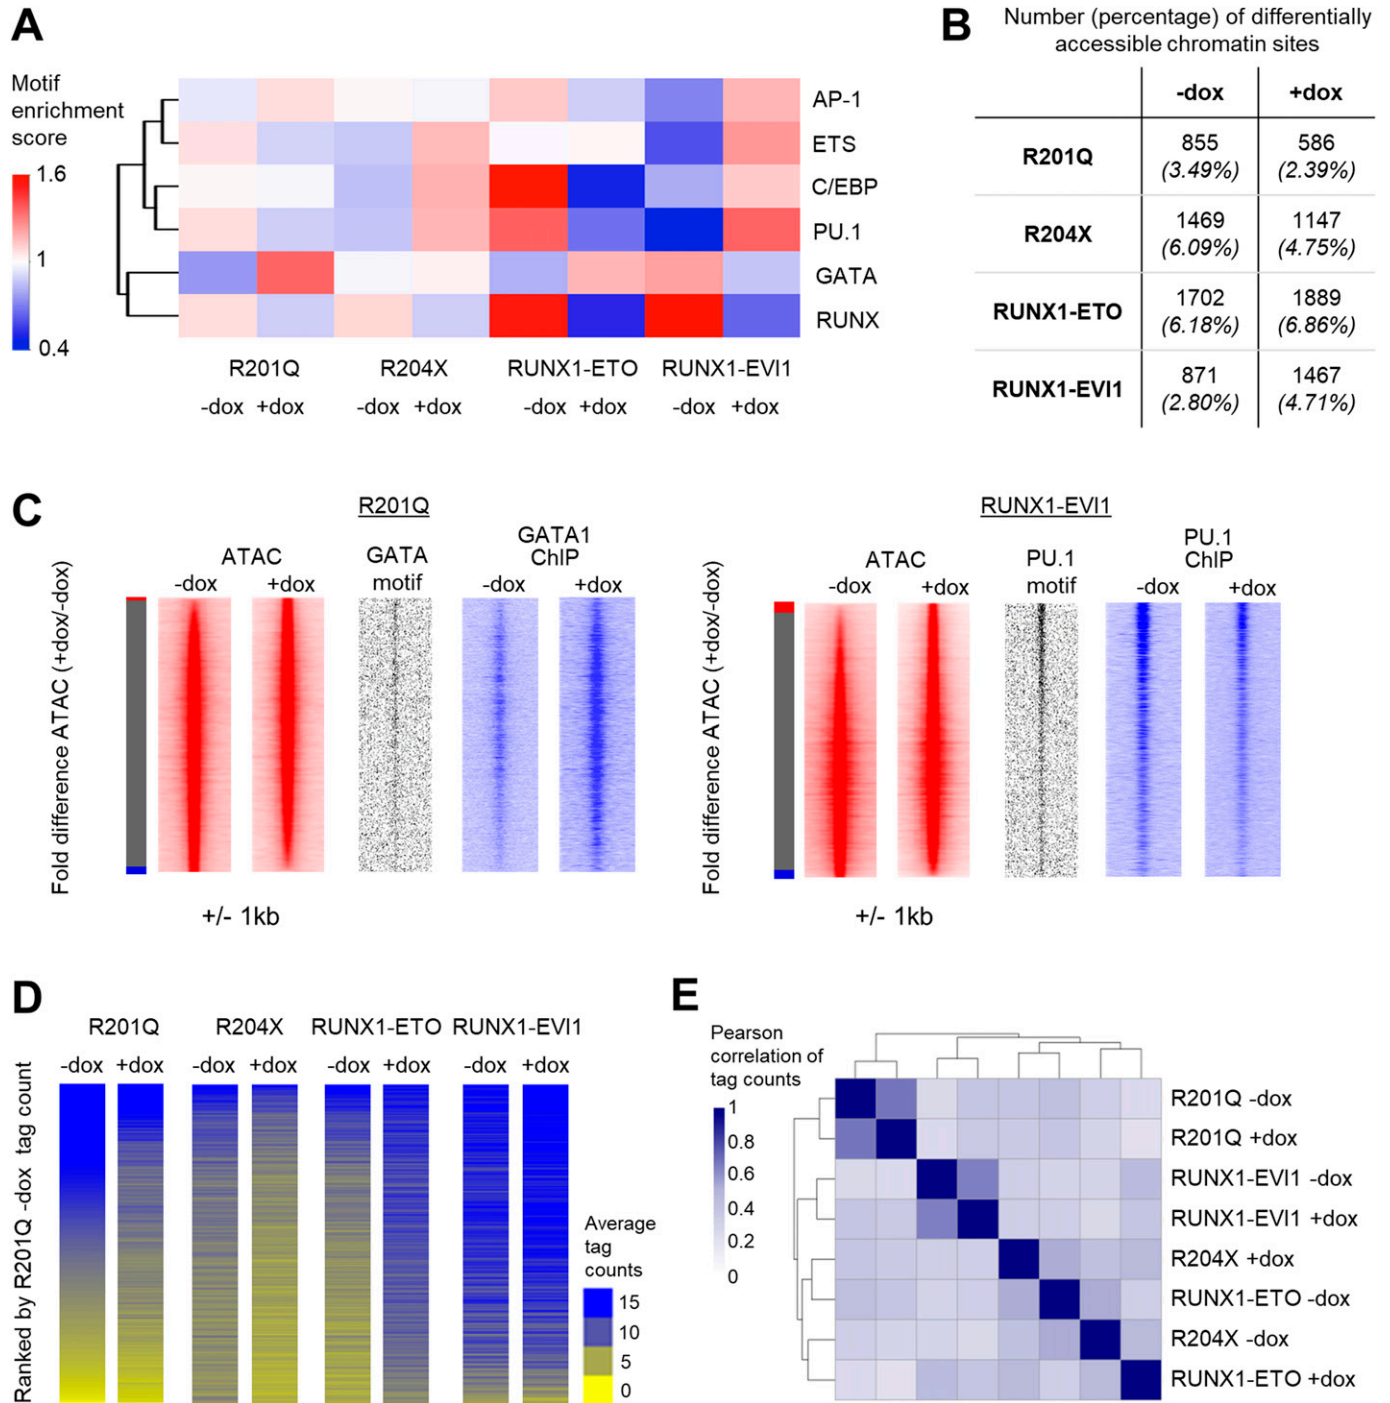 A
Motif
enrichment
score
1.6
1
0.4
AP-1
ETS
C/EBP
PU.1
GATA
RUNX
R201Q R204X RUNX1-ETO RUNX1-EVI1
-dox +dox -dox +dox -dox +dox -dox +dox
B
Number (percentage) of differentially
accessible chromatin sites
-dox +dox
R201Q 855 586
(3.49%) (2.39%)
R204X 1469 1147
(6.09%) (4.75%)
RUNX1-ETO 1702 1889
(6.18%) (6.86%)
RUNX1-EVI1 871 1467
(2.80%) (4.71%)
C
R201Q
ATAC
-dox +dox
GATA
motif
GATA1
ChIP
-dox +dox
Fold difference ATAC (+dox/-dox)
+/- 1kb
RUNX1-EVI1
ATAC
-dox +dox
PU.1
motif
PU.1
ChIP
-dox +dox
Fold difference ATAC (+dox/-dox)
+/- 1kb
D
R201Q R204X RUNX1-ETO RUNX1-EVI1
-dox +dox -dox +dox -dox +dox -dox +dox
Ranked by R201Q -dox tag count
Average
tag
counts
15
10
5
0
E
Pearson
correlation of
tag counts
1
0.8
0.6
0.4
0.2
0
R201Q -dox
R201Q +dox
RUNX1-EVI1 -dox
RUNX1-EVI1 +dox
R204X +dox
RUNX1-ETO -dox
R204X -dox
RUNX1-ETO +dox